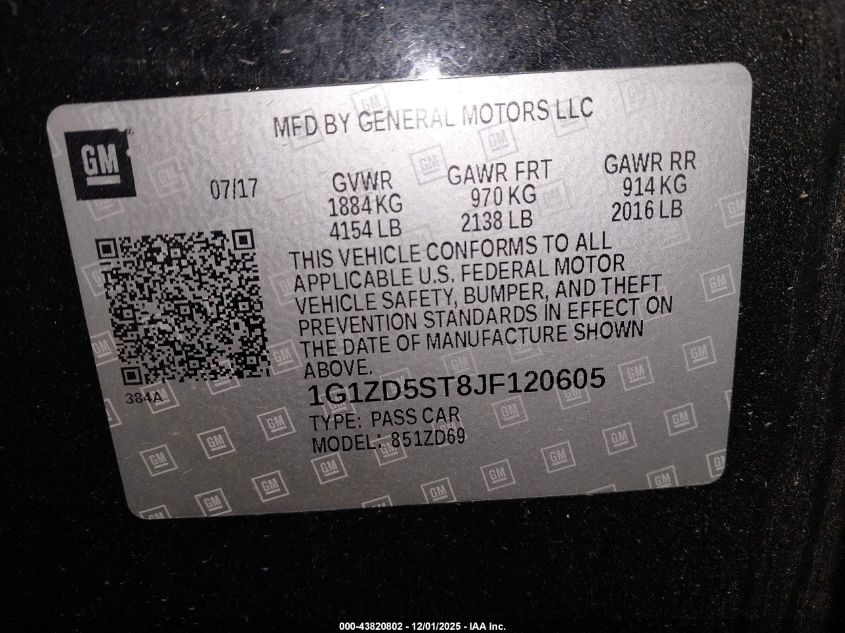 MFD BY GENERAL MOTORS LLC
GM
07/17
GVWR
1884 KG
4154 LB
GAWR FRT
970 KG
2138 LB
GAWR RR
914 KG
2016 LB
THIS VEHICLE CONFORMS TO ALL
APPLICABLE U.S. FEDERAL MOTOR
VEHICLE SAFETY, BUMPER, AND THEFT
PREVENTION STANDARDS IN EFFECT ON
THE DATE OF MANUFACTURE SHOWN
ABOVE.
384A
1G1ZD5ST8JF120605
TYPE: PASS CAR
MODEL: 851ZD69
000-43820802 - 12/01/2025 - IAA Inc.